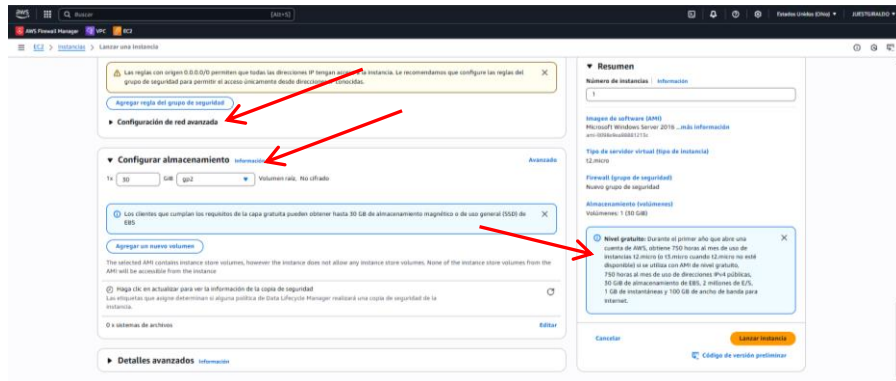 aws
Buscar
[Alt+S]
Estados Unidos (Ohio)
AWS Firewall Manager
VPC
EC2
EC2 > Instancias > Lanzar una instancia
Las reglas con origen 0.0.0.0/0 permiten que todas las direcciones IP tengan acceso a la instancia. Le recomendamos que configure las reglas del
grupo de seguridad para permitir el acceso únicamente desde direcciones IP conocidas.
Agregar regla del grupo de seguridad
Configuración de red avanzada
Configurar almacenamiento Información
Avanzado
1x 30 GiB gp2 Volumen raíz, No cifrado
Los clientes que cumplan los requisitos de la capa gratuita pueden obtener hasta 30 GB de almacenamiento magnético o de uso general (SSD) de
EBS
Agregar un nuevo volumen
The selected AMI contains instance store volumes, however the instance does not allow any instance store volumes. None of the instance store volumes from the
AMI will be accessible from the instance
Haga clic en actualizar para ver la información de la copia de seguridad
Las etiquetas que asigne determinan si alguna política de Data Lifecycle Manager realizará una copia de seguridad de la
instancia.
0 x sistemas de archivos
Editar
Detalles avanzados Información
Resumen
Número de instancias Información
1
Imagen de software (AMI)
Microsoft Windows Server 2016 ...más información
Tipo de servidor virtual (tipo de instancia)
t2.micro
Firewall (grupo de seguridad)
Nuevo grupo de seguridad
Almacenamiento (volúmenes)
Volúmenes: 1 (30 GiB)
Nivel gratuito: Durante el primer año que abre una
cuenta de AWS, obtiene 750 horas al mes de uso de
instancias t2.micro (o t3.micro cuando t2.micro no esté
disponible) si se utiliza con AMI de nivel gratuito,
750 horas al mes de uso de direcciones IPv4 públicas,
30 GiB de almacenamiento de EBS, 2 millones de E/S,
1 GB de instantáneas y 100 GB de ancho de banda para
Internet.
Cancelar
Lanzar instancia
Código de versión preliminar